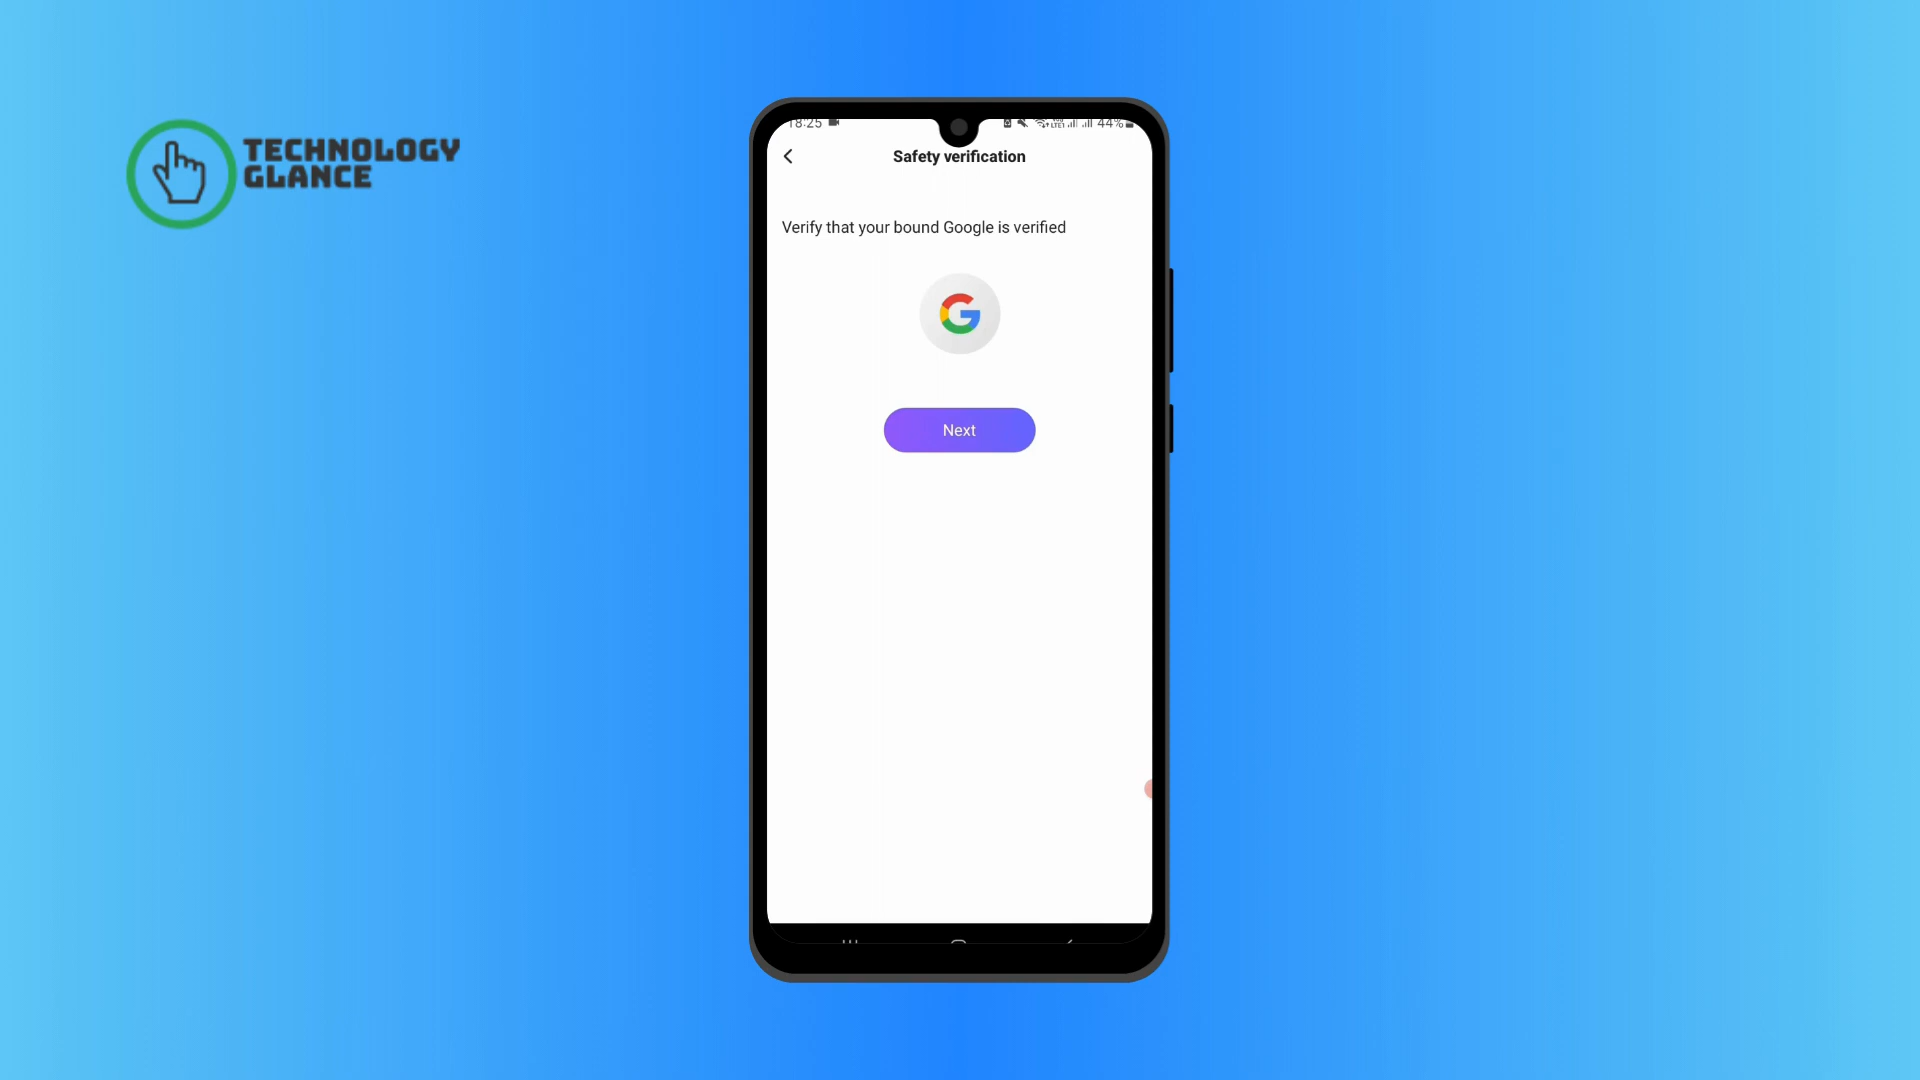 TECHNOLOGY
GLANCE
18:25
44%
Safety verification
Verify that your bound Google is verified
G
Next